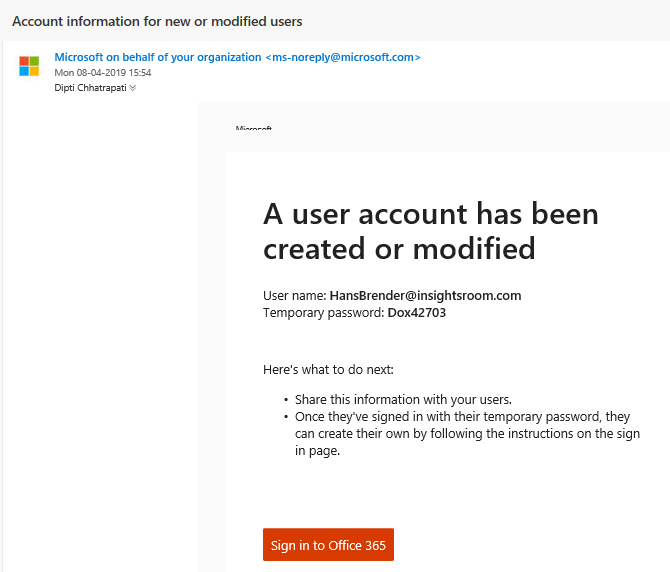 Account information for new or modified users
Microsoft on behalf of your organization <ms-noreply@microsoft.com>
Mon 08-04-2019 15:54
Dipti Chhatrapati
Microsoft
A user account has been
created or modified
User name: HansBrender@insightsroom.com
Temporary password: Dox42703
Here's what to do next:
• Share this information with your users.
• Once they've signed in with their temporary password, they
can create their own by following the instructions on the sign
in page.
Sign in to Office 365